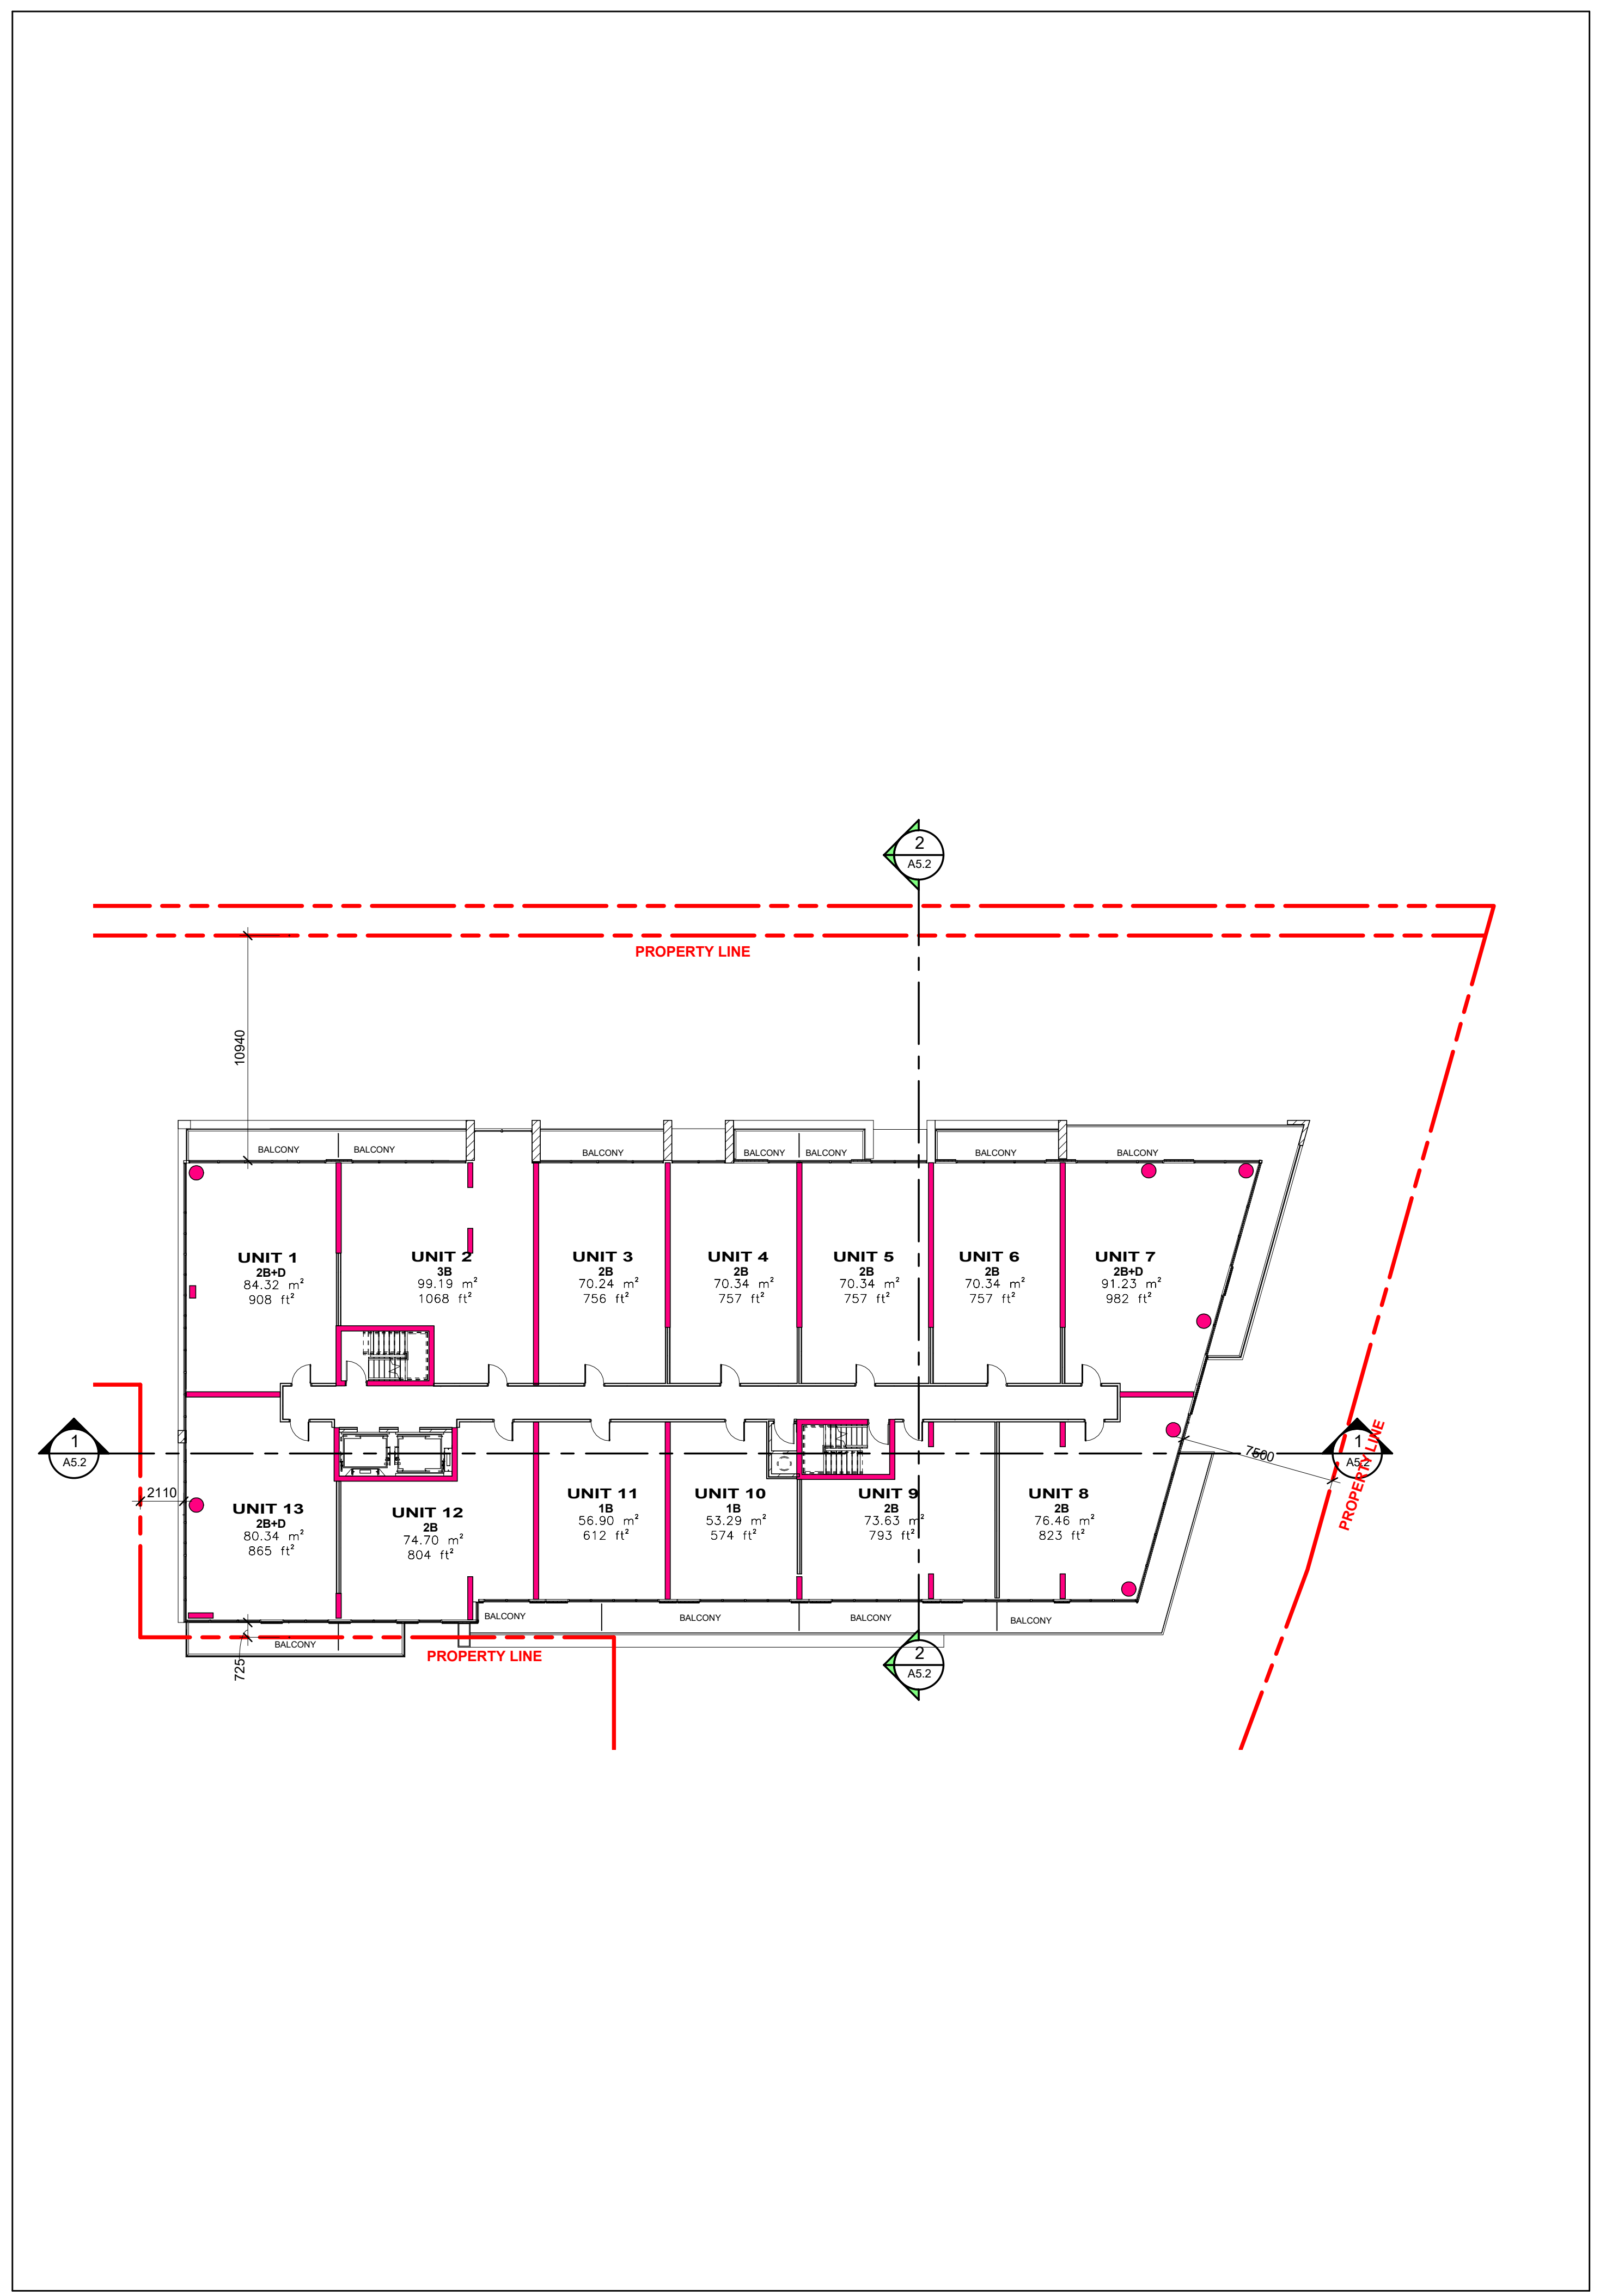 2
A5.2
PROPERTY LINE
10940
BALCONY
BALCONY
BALCONY
BALCONY
BALCONY
BALCONY
BALCONY
UNIT 1
2B+D
84.32 m²
908 ft²
UNIT 2
3B
99.19 m²
1068 ft²
UNIT 3
2B
70.24 m²
756 ft²
UNIT 4
2B
70.34 m²
757 ft²
UNIT 5
2B
70.34 m²
757 ft²
UNIT 6
2B
70.34 m²
757 ft²
UNIT 7
2B+D
91.23 m²
982 ft²
1
A5.2
2110
7500
1
A5.2
PROPERTY LINE
UNIT 13
2B+D
80.34 m²
865 ft²
UNIT 12
2B
74.70 m²
804 ft²
UNIT 11
1B
56.90 m²
612 ft²
UNIT 10
1B
53.29 m²
574 ft²
UNIT 9
2B
73.63 m²
793 ft²
UNIT 8
2B
76.46 m²
823 ft²
BALCONY
BALCONY
BALCONY
BALCONY
BALCONY
725
PROPERTY LINE
2
A5.2